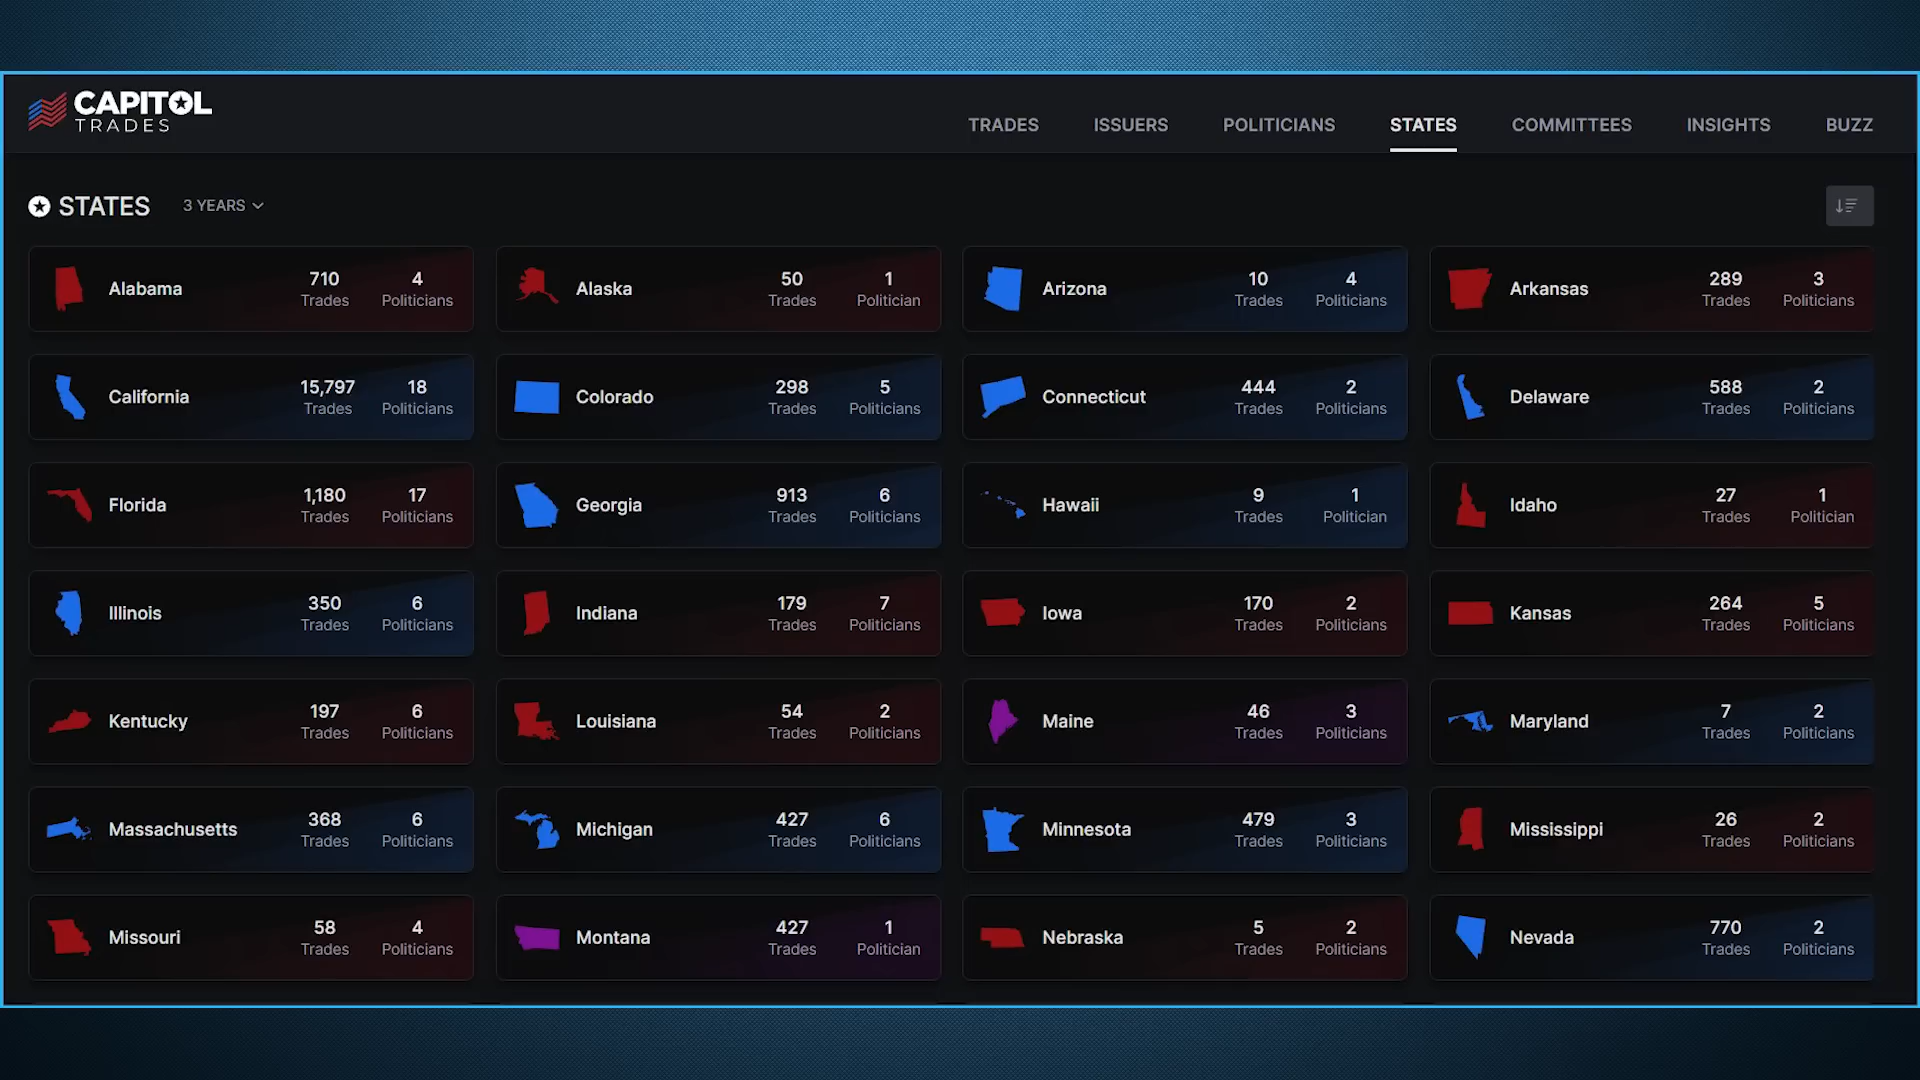 CAPITOL
TRADES
TRADES ISSUERS POLITICIANS STATES COMMITTEES INSIGHTS BUZZ
STATES 3 YEARS
Alabama 710 Trades 4 Politicians
Alaska 50 Trades 1 Politician
Arizona 10 Trades 4 Politicians
Arkansas 289 Trades 3 Politicians
California 15,797 Trades 18 Politicians
Colorado 298 Trades 5 Politicians
Connecticut 444 Trades 2 Politicians
Delaware 588 Trades 2 Politicians
Florida 1,180 Trades 17 Politicians
Georgia 913 Trades 6 Politicians
Hawaii 9 Trades 1 Politician
Idaho 27 Trades 1 Politician
Illinois 350 Trades 6 Politicians
Indiana 179 Trades 7 Politicians
Iowa 170 Trades 2 Politicians
Kansas 264 Trades 5 Politicians
Kentucky 197 Trades 6 Politicians
Louisiana 54 Trades 2 Politicians
Maine 46 Trades 3 Politicians
Maryland 7 Trades 2 Politicians
Massachusetts 368 Trades 6 Politicians
Michigan 427 Trades 6 Politicians
Minnesota 479 Trades 3 Politicians
Mississippi 26 Trades 2 Politicians
Missouri 58 Trades 4 Politicians
Montana 427 Trades 1 Politician
Nebraska 5 Trades 2 Politicians
Nevada 770 Trades 2 Politicians